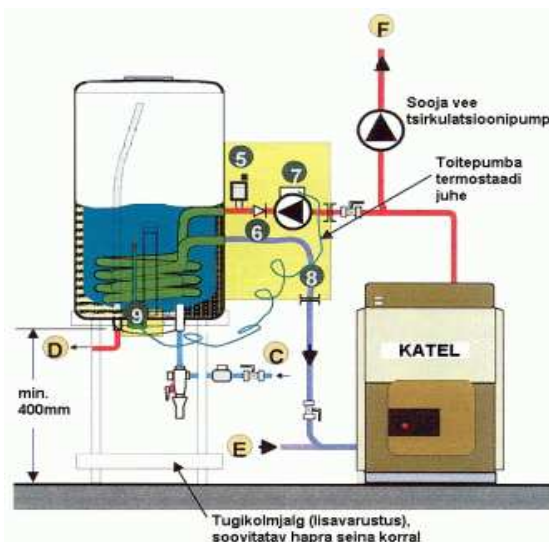 F
Sooja vee
tsirkulatsioonipump
5
7
Toitepumba
termostaadi
juhe
6
8
9
D
C
KATEL
min.
400mm
E
Tugikolmjalg (lisavarustus),
soovitatav hapra seina korral